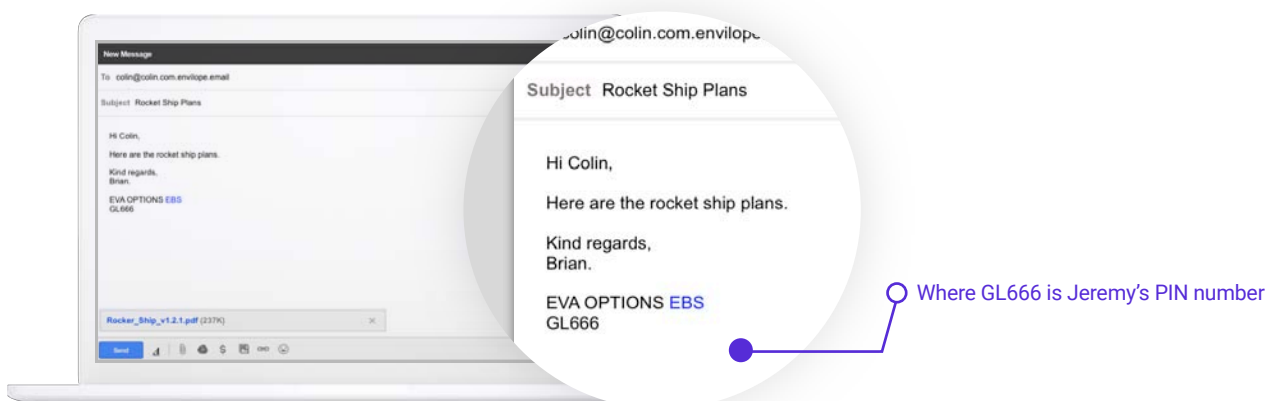 New Message
To colin@colin.com.envilope.email
Subject Rocket Ship Plans
Hi Colin,
Here are the rocket ship plans.
Kind regards,
Brian.
EVA OPTIONS EBS
GL666
Rocker_Ship_v1.2.1.pdf (237K)
Send
colin@colin.com.envilope
Subject Rocket Ship Plans
Hi Colin,
Here are the rocket ship plans.
Kind regards,
Brian.
EVA OPTIONS EBS
GL666
Where GL666 is Jeremy’s PIN number